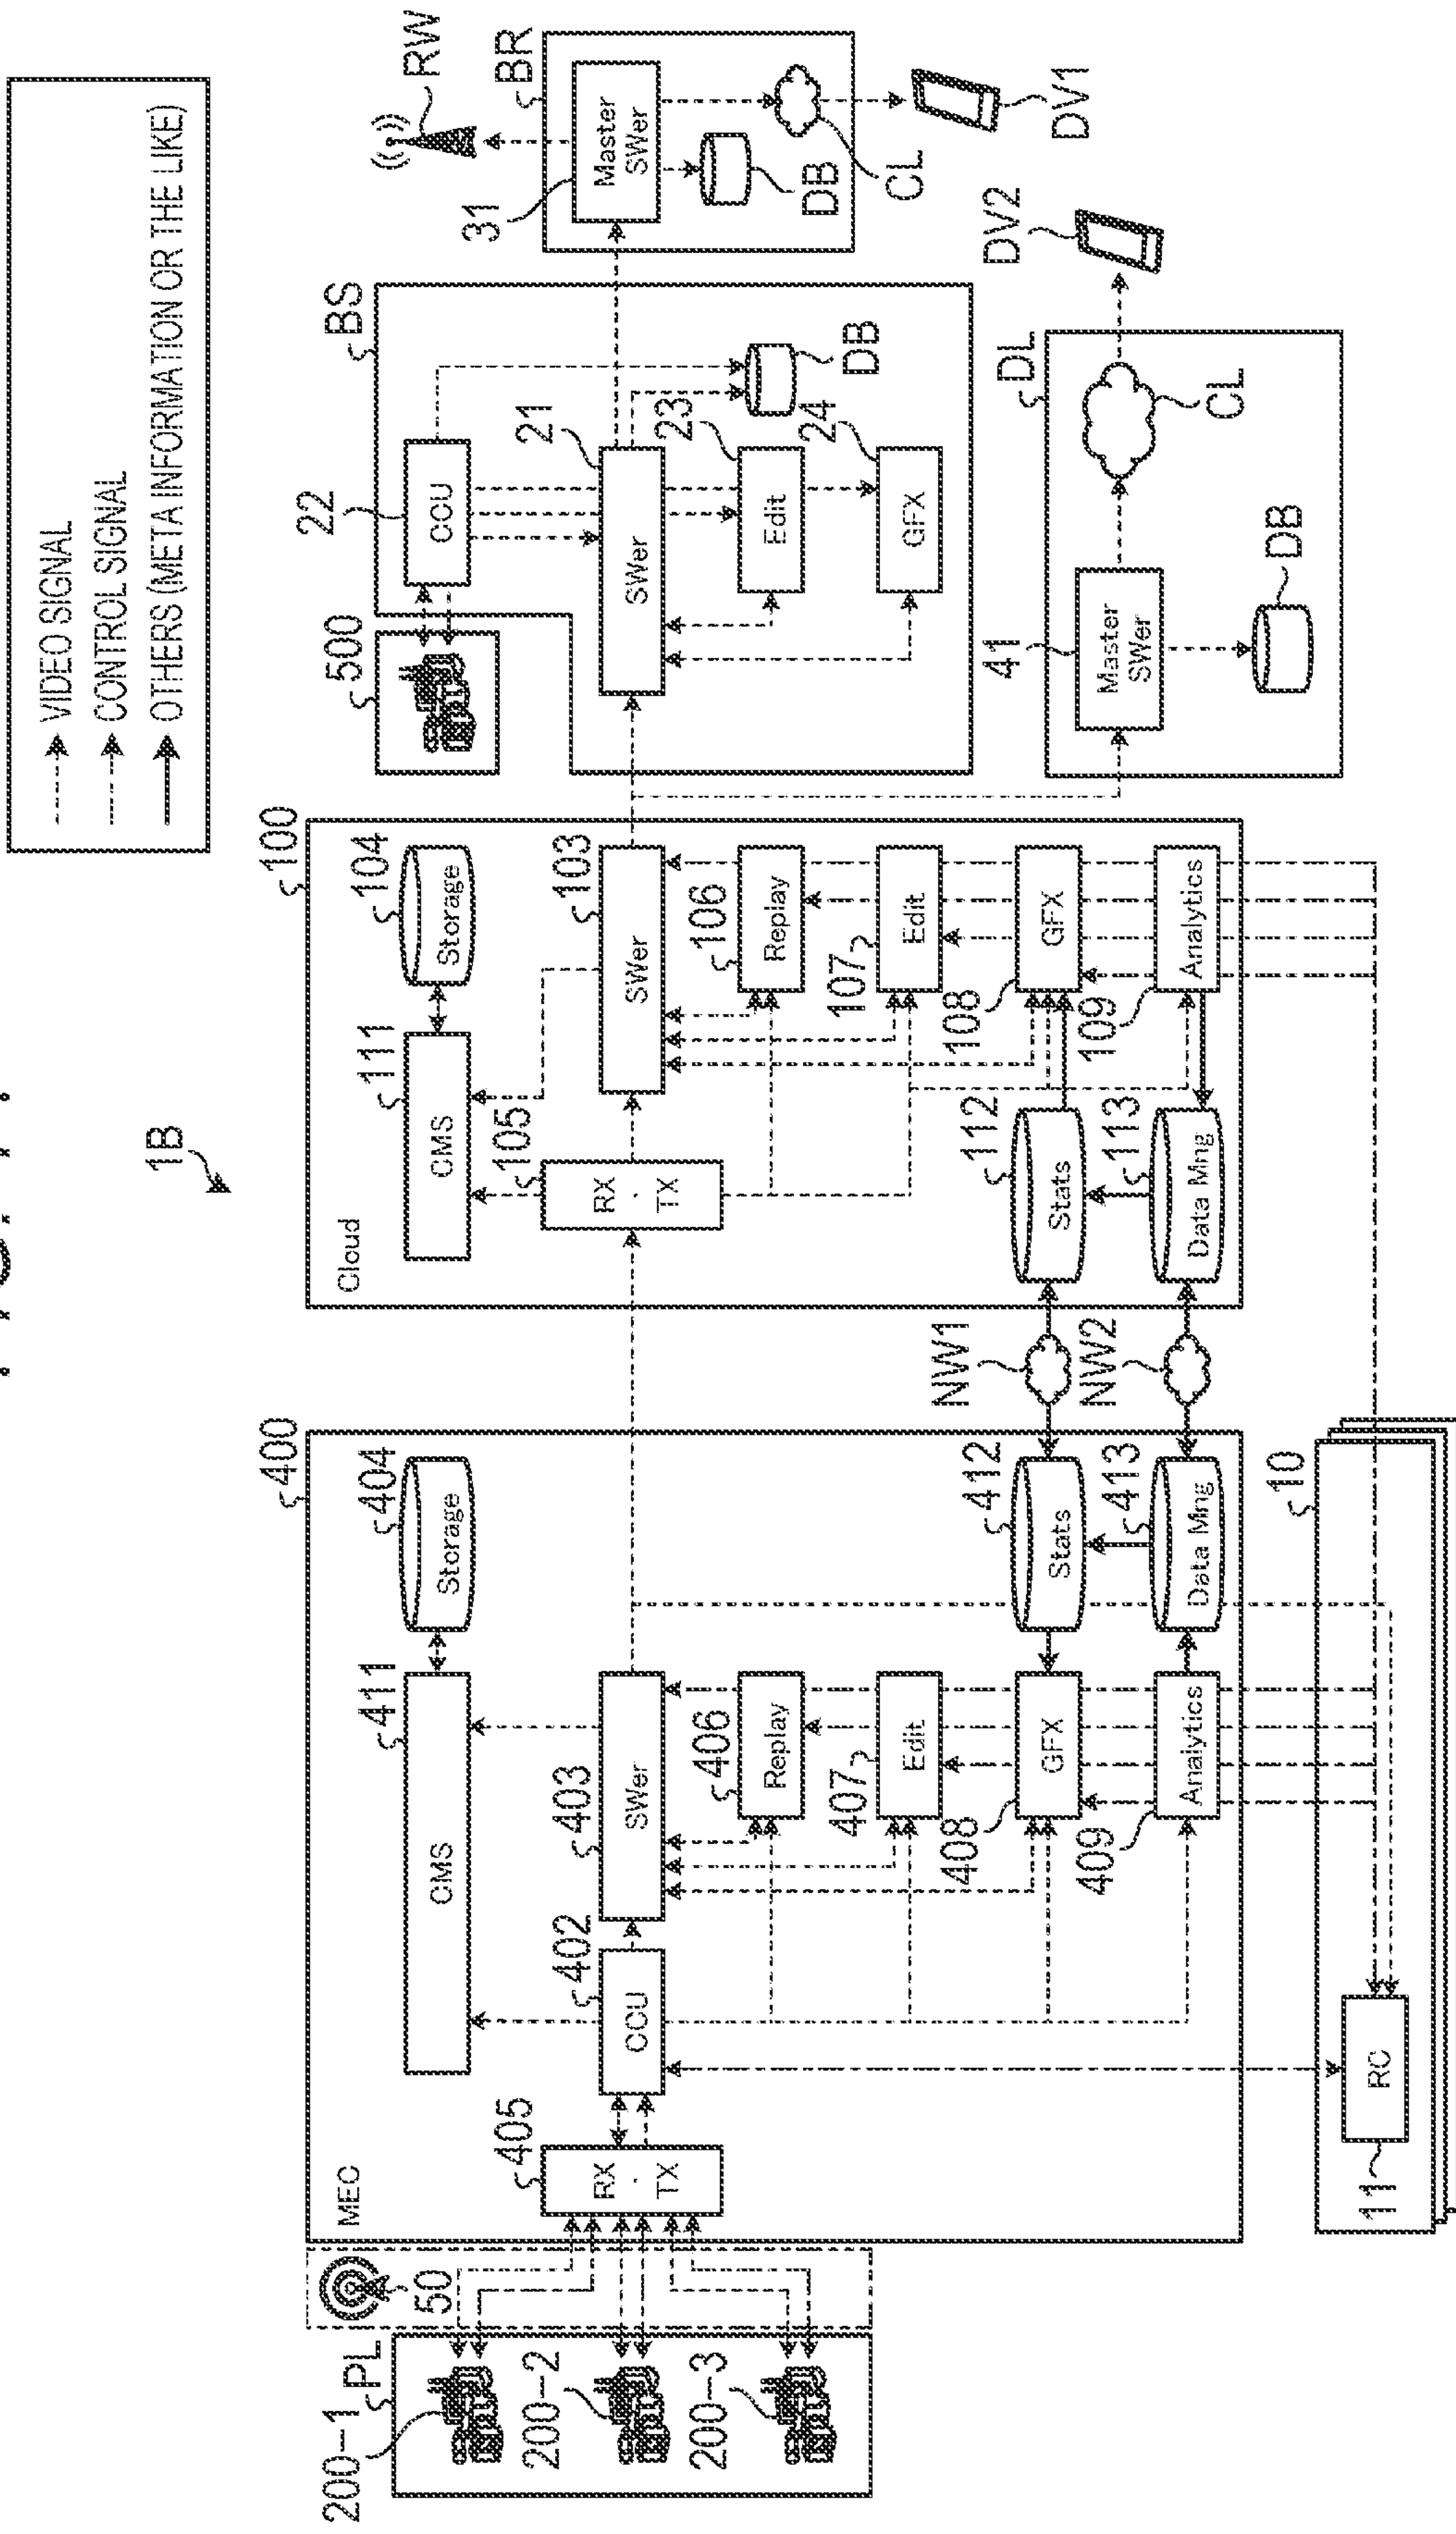 1B
VIDEO SIGNAL
CONTROL SIGNAL
OTHERS (META INFORMATION OR THE LIKE)
200-1
PL
200-2
200-3
50
400
MEC
405
RX
·
TX
411
CMS
404
Storage
402
CCU
403
SWer
406
Replay
407
Edit
408
GFX
409
Analytics
412
Stats
413
Data Mng
NW1
NW2
10
11
RC
100
Cloud
111
CMS
104
Storage
105
RX
·
TX
103
SWer
106
Replay
107
Edit
108
GFX
109
Analytics
112
Stats
113
Data Mng
500
BS
22
CCU
21
SWer
23
Edit
24
GFX
DB
RW
BR
31
Master
SWer
DB
CL
DV1
DL
41
Master
SWer
DB
CL
DV2